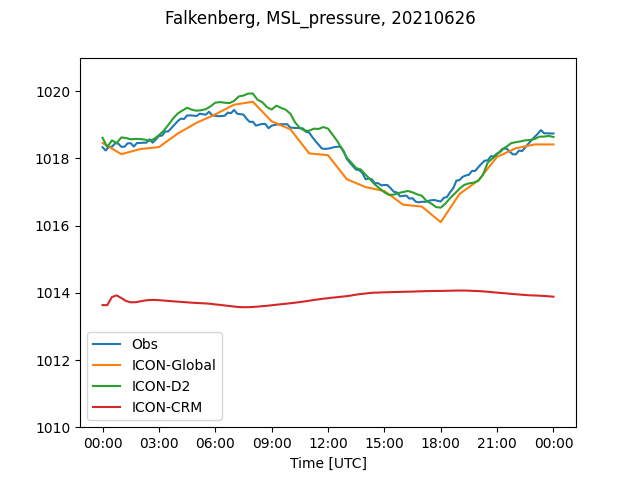 Falkenberg, MSL_pressure, 20210626
1020
1018
1016
1014
1012
1010
Obs
ICON-Global
ICON-D2
ICON-CRM
00:00 03:00 06:00 09:00 12:00 15:00 18:00 21:00 00:00
Time [UTC]